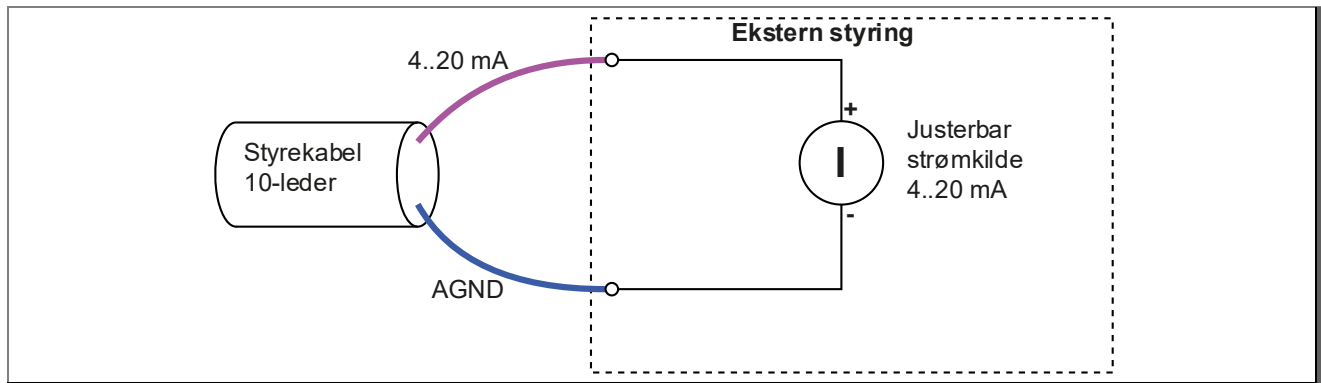 Ekstern styring
4..20 mA
+
Styrekabel
10-leder
I
Justerbar
strømkilde
4..20 mA
-
AGND